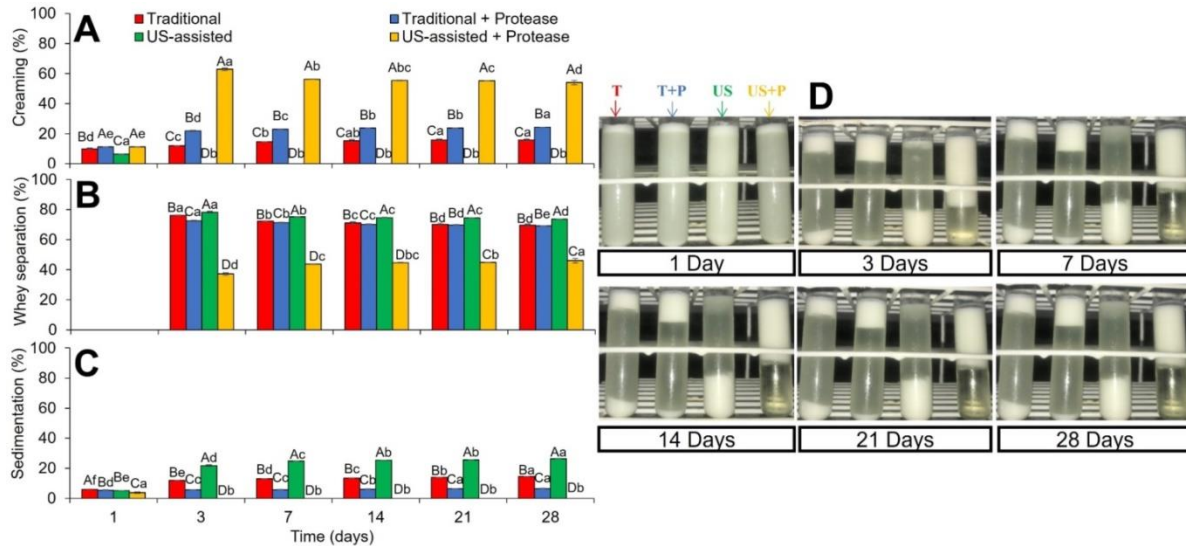 A
Traditional
Traditional + Protease
US-assisted
US-assisted + Protease
Creaming (%)
100
80
60
40
20
0
Bd Ae Ca Ae
Cc Bd Db Aa
Cb Bc Db Ab
Cab Bb Db Abc
Ca Bb Db Ac
Ca Ba Db Ad
B
Whey separation (%)
100
80
60
40
20
0
Ba Ca Aa Dd
Bb Cb Ab Dc
Bc Cc Ac Dbc
Bd Bd Ac Cb
Bd Be Ad Ca
C
Sedimentation (%)
100
80
60
40
20
0
Af Bd Be Ca
Be Cc Ad Db
Bd Cc Ac Db
Bc Cb Ab Db
Bb Ca Ab Db
Ba Ca Aa Db
1 3 7 14 21 28
Time (days)
D
T T+P US US+P
1 Day
3 Days
7 Days
14 Days
21 Days
28 Days